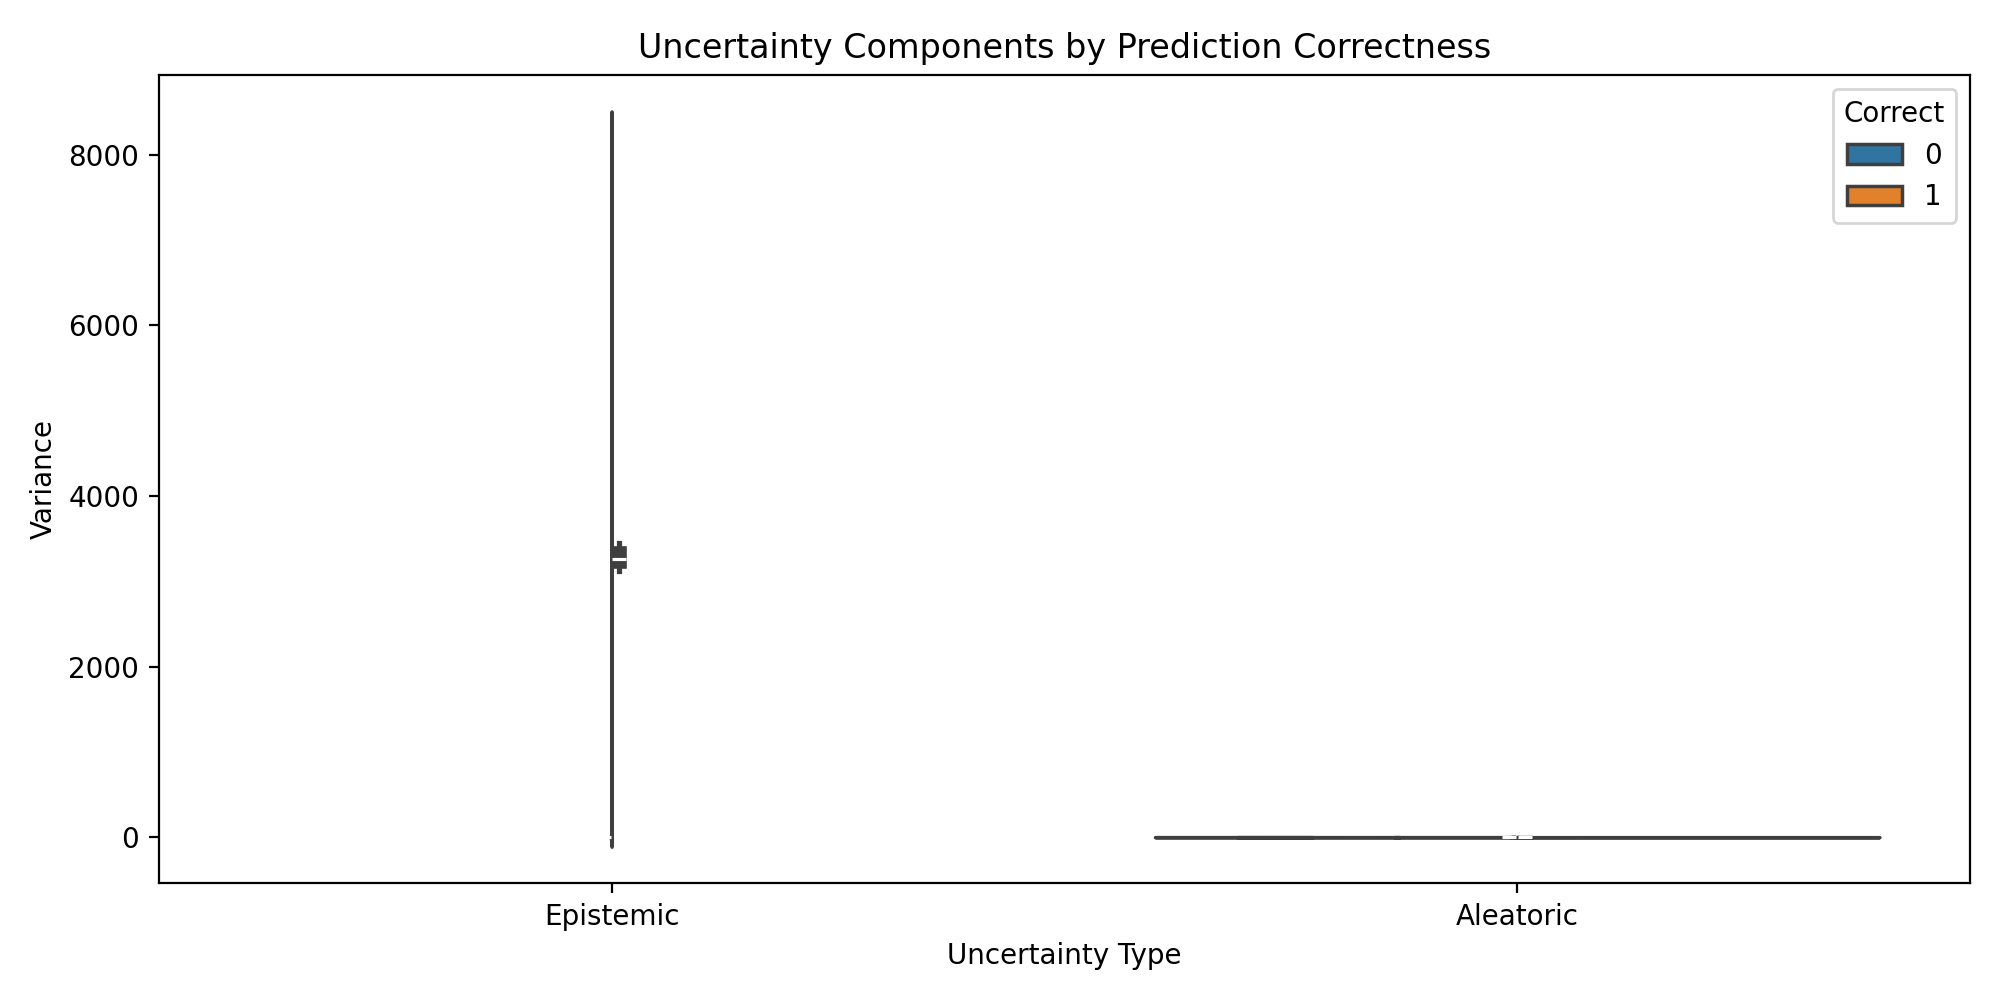 Uncertainty Components by Prediction Correctness
Correct
0
1
Variance
8000
6000
4000
2000
0
Epistemic
Aleatoric
Uncertainty Type